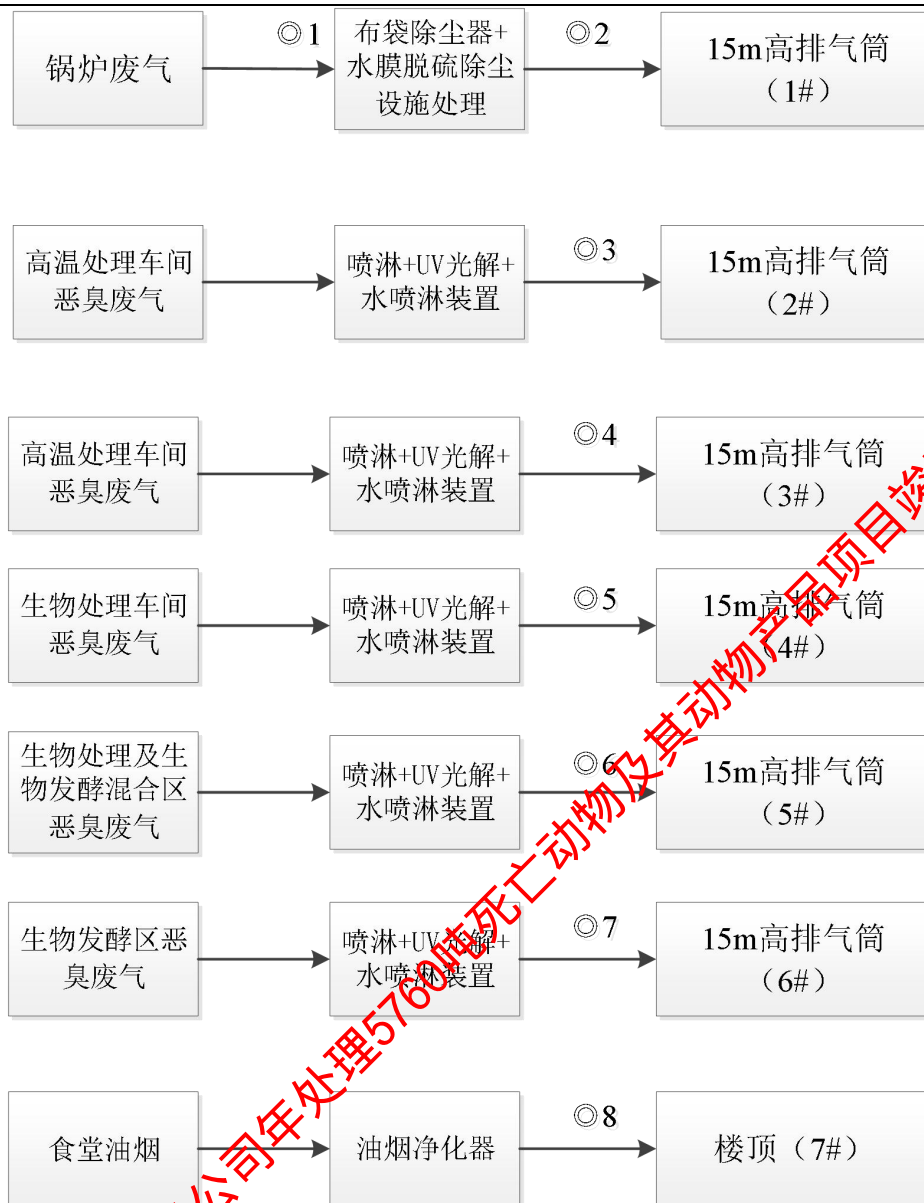 锅炉废气
◎1
布袋除尘器+
水膜脱硫除尘
设施处理
◎2
15m高排气筒
（1#）
高温处理车间
恶臭废气
喷淋+UV光解+
水喷淋装置
◎3
15m高排气筒
（2#）
高温处理车间
恶臭废气
喷淋+UV光解+
水喷淋装置
◎4
15m高排气筒
（3#）
生物处理车间
恶臭废气
喷淋+UV光解+
水喷淋装置
◎5
15m高排气筒
（4#）
生物处理及生
物发酵混合区
恶臭废气
喷淋+UV光解+
水喷淋装置
◎6
15m高排气筒
（5#）
生物发酵区恶
臭废气
喷淋+UV光解+
水喷淋装置
◎7
15m高排气筒
（6#）
食堂油烟
油烟净化器
◎8
楼顶（7#）
公司年处理5760吨死亡动物及其动物产品项目竣